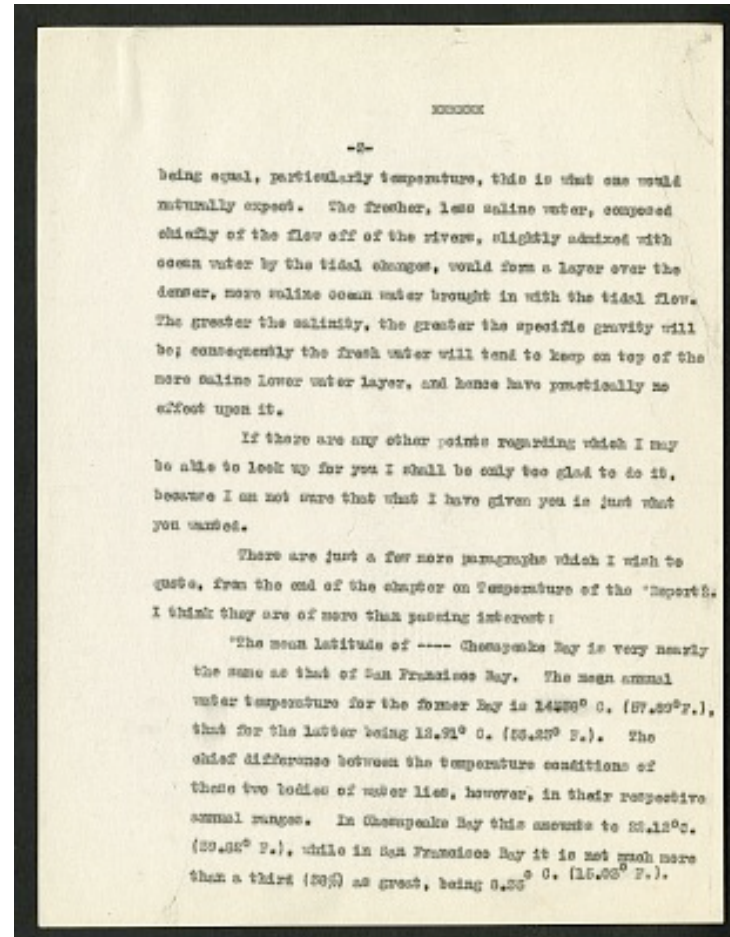 XXXXXX
-2-
being equal, particularly temperature, this is what one would
naturally expect. The fresher, less saline water, composed
chiefly of the flow off of the rivers, slightly admixed with
ocean water by the tidal changes, would form a layer over the
denser, more saline ocean water brought in with the tidal flow.
The greater the salinity, the greater the specific gravity will
be; consequently the fresh water will tend to keep on top of the
more saline lower water layer, and hence have practically no
effect upon it.
If there are any other points regarding which I may
be able to look up for you I shall be only too glad to do it,
because I am not sure that what I have given you is just what
you wanted.
There are just a few more paragraphs which I wish to
quote, from the end of the chapter on Temperature of the "Report".
I think they are of more than passing interest:
"The mean latitude of ---- Chesapeake Bay is very nearly
the same as that of San Francisco Bay. The mean annual
water temperature for the former Bay is C.
that for the latter being C. The
chief difference between the temperature conditions of
these two bodies of water lies, however, in their respective
annual ranges. In Chesapeake Bay this amounts to
while in San Francisco Bay it is not much more
than a third as great, being